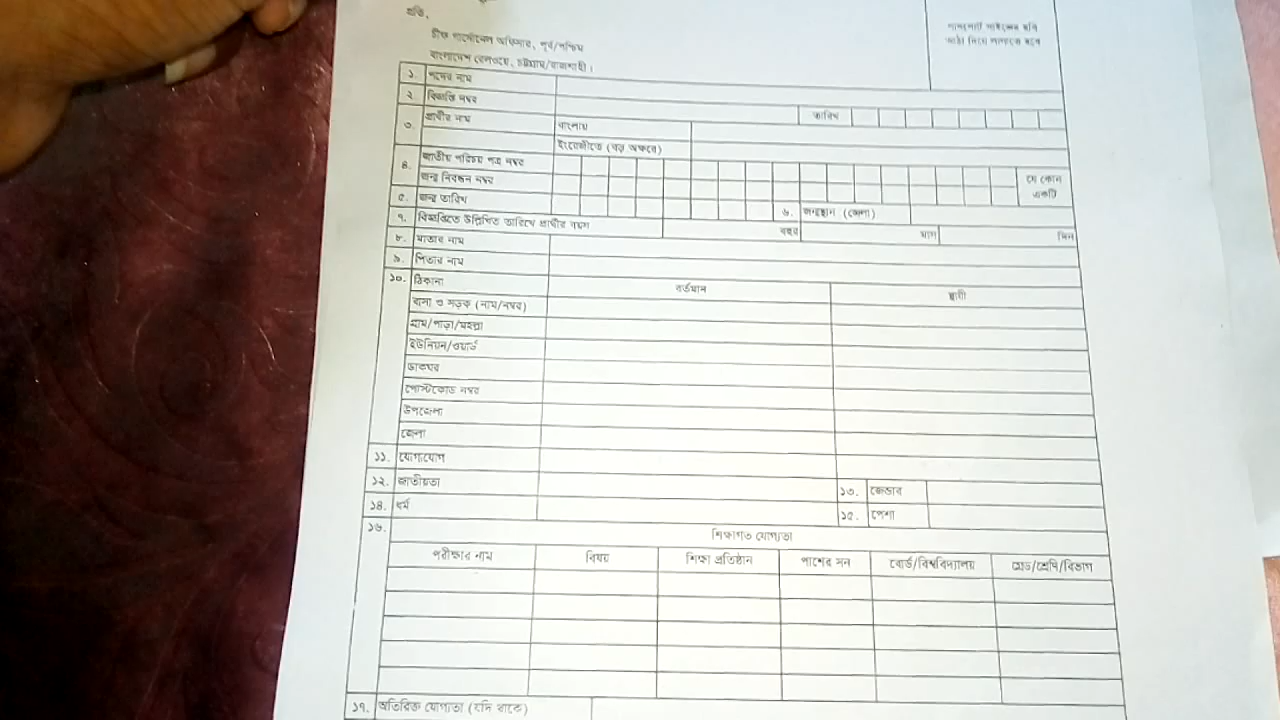 প্রতি,
পাসপোর্ট সাইজের ছবি
আঠা দিয়ে লাগাতে হবে
চীফ পার্সোনেল অফিসার, পূর্ব/পশ্চিম
বাংলাদেশ রেলওয়ে, চট্টগ্রাম/রাজশাহী।
১. পদের নাম
২. বিজ্ঞপ্তি নম্বর তারিখ
৩. প্রার্থীর নাম বাংলায়
ইংরেজীতে (বড় অক্ষরে)
৪. জাতীয় পরিচয় পত্র নম্বর যে কোন
জন্ম নিবন্ধন নম্বর একটি
৫. জন্ম তারিখ ৬. জন্মস্থান (জেলা)
৭. বিজ্ঞপ্তিতে উল্লিখিত তারিখে প্রার্থীর বয়স বছর মাস দিন
৮. মাতার নাম
৯. পিতার নাম
১০. ঠিকানা বর্তমান স্থায়ী
বাসা ও সড়ক (নাম/নম্বর)
গ্রাম/পাড়া/মহল্লা
ইউনিয়ন/ওয়ার্ড
ডাকঘর
পোস্টকোড নম্বর
উপজেলা
জেলা
১১. যোগাযোগ
১২. জাতীয়তা ১৩. জেন্ডার
১৪. ধর্ম ১৫. পেশা
১৬. শিক্ষাগত যোগ্যতা
পরীক্ষার নাম বিষয় শিক্ষা প্রতিষ্ঠান পাশের সন বোর্ড/বিশ্ববিদ্যালয় গ্রেড/শ্রেণি/বিভাগ
১৭. অতিরিক্ত যোগ্যতা (যদি থাকে)